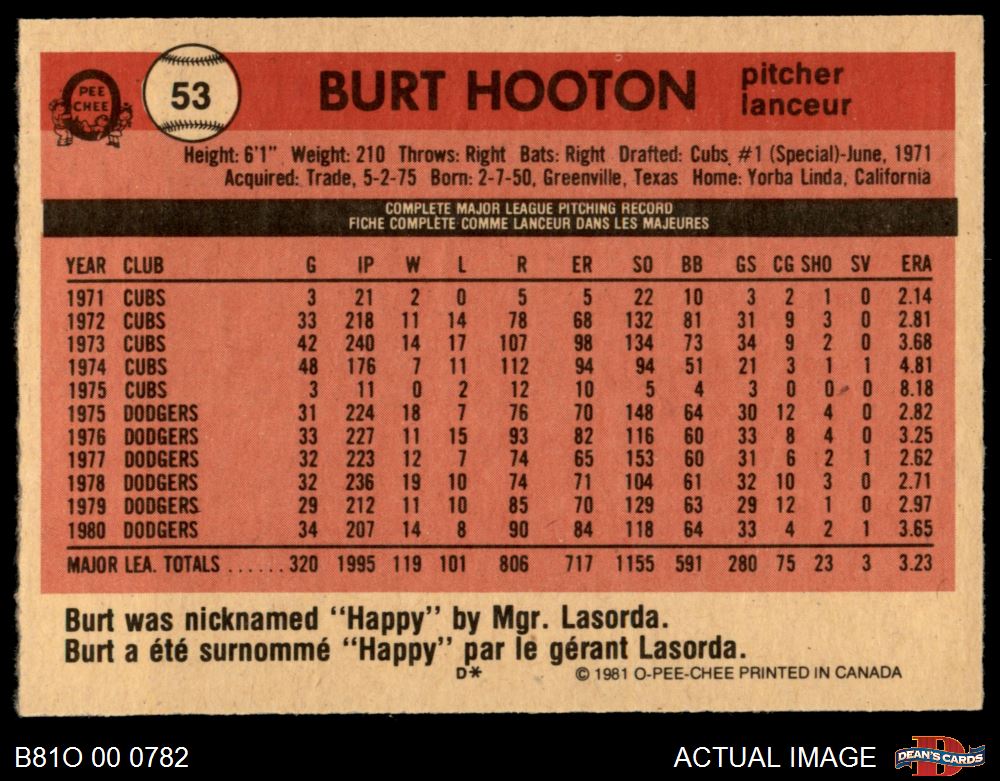 O
PEE
CHEE
53
BURT HOOTON
pitcher
lanceur
Height: 6'1" Weight: 210 Throws: Right Bats: Right Drafted: Cubs, #1 (Special)-June, 1971
Acquired: Trade, 5-2-75 Born: 2-7-50, Greenville, Texas Home: Yorba Linda, California
COMPLETE MAJOR LEAGUE PITCHING RECORD
FICHE COMPLÈTE COMME LANCEUR DANS LES MAJEURES
YEAR CLUB G IP W L R ER SO BB GS CG SHO SV ERA
1971 CUBS 3 21 2 0 5 5 22 10 3 2 1 0 2.14
1972 CUBS 33 218 11 14 78 68 132 81 31 9 3 0 2.81
1973 CUBS 42 240 14 17 107 98 134 73 34 9 2 0 3.68
1974 CUBS 48 176 7 11 112 94 94 51 21 3 1 1 4.81
1975 CUBS 3 11 0 2 12 10 5 4 3 0 0 0 8.18
1975 DODGERS 31 224 18 7 76 70 148 64 30 12 4 0 2.82
1976 DODGERS 33 227 11 15 93 82 116 60 33 8 4 0 3.25
1977 DODGERS 32 223 12 7 74 65 153 60 31 6 2 1 2.62
1978 DODGERS 32 236 19 10 74 71 104 61 32 10 3 0 2.71
1979 DODGERS 29 212 11 10 85 70 129 63 29 12 1 0 2.97
1980 DODGERS 34 207 14 8 90 84 118 64 33 4 2 1 3.65
MAJOR LEA. TOTALS ...... 320 1995 119 101 806 717 1155 591 280 75 23 3 3.23
Burt was nicknamed "Happy" by Mgr. Lasorda.
Burt a été surnommé "Happy" par le gérant Lasorda.
D*
© 1981 O-PEE-CHEE PRINTED IN CANADA
B81O 00 0782
ACTUAL IMAGE
D
DEAN'S CARDS